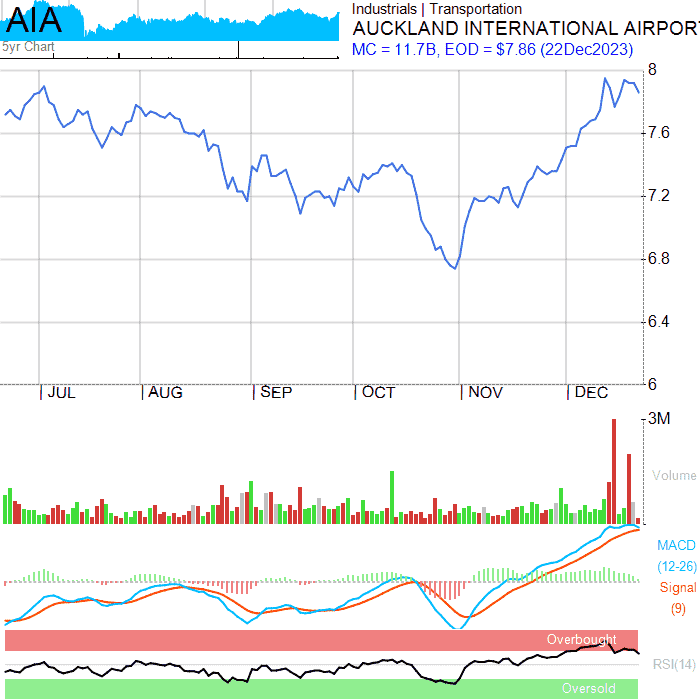 AIA
5yr Chart
Industrials | Transportation
AUCKLAND INTERNATIONAL AIRPORT
MC = 11.7B, EOD = $7.86 (22Dec2023)
8
7.6
7.2
6.8
6.4
6
JUL AUG SEP OCT NOV DEC
3M
Volume
MACD
(12-26)
Signal
(9)
Overbought
RSI(14)
Oversold